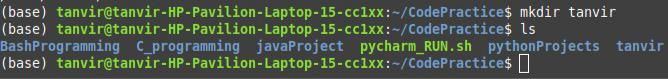 (base) tanvir@tanvir-HP-Pavilion-Laptop-15-cc1xx:~/CodePractice$ mkdir tanvir
(base) tanvir@tanvir-HP-Pavilion-Laptop-15-cc1xx:~/CodePractice$ ls
BashProgramming  C_programing  javaProject  pycharm_RUN.sh  pythonProjects  tanvir
(base) tanvir@tanvir-HP-Pavilion-Laptop-15-cc1xx:~/CodePractice$